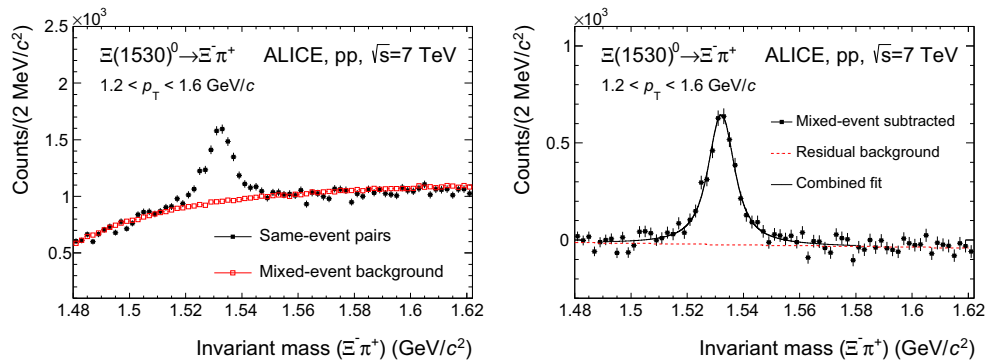 ×10³
2.5
2
1.5
1
0.5
Counts/(2 MeV/c²)
Ξ(1530)⁰→Ξ⁻π⁺ ALICE, pp, √s=7 TeV
1.2 < p_T < 1.6 GeV/c
Same-event pairs
Mixed-event background
1.48 1.5 1.52 1.54 1.56 1.58 1.6 1.62
Invariant mass (Ξ⁻π⁺) (GeV/c²)
×10³
1
0.5
0
Counts/(2 MeV/c²)
Ξ(1530)⁰→Ξ⁻π⁺ ALICE, pp, √s=7 TeV
1.2 < p_T < 1.6 GeV/c
Mixed-event subtracted
Residual background
Combined fit
1.48 1.5 1.52 1.54 1.56 1.58 1.6 1.62
Invariant mass (Ξ⁻π⁺) (GeV/c²)